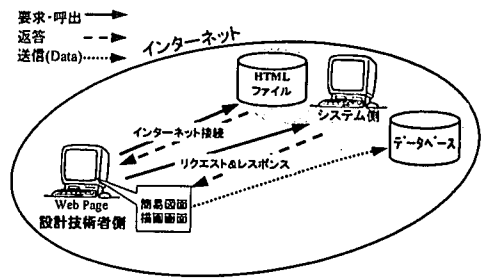 要求・呼出
返答
送信(Data)
インターネット
HTML
ファイル
システム側
データベース
インターネット接続
リクエスト&レスポンス
Web Page
設計技術者側
簡易図面
描画画面